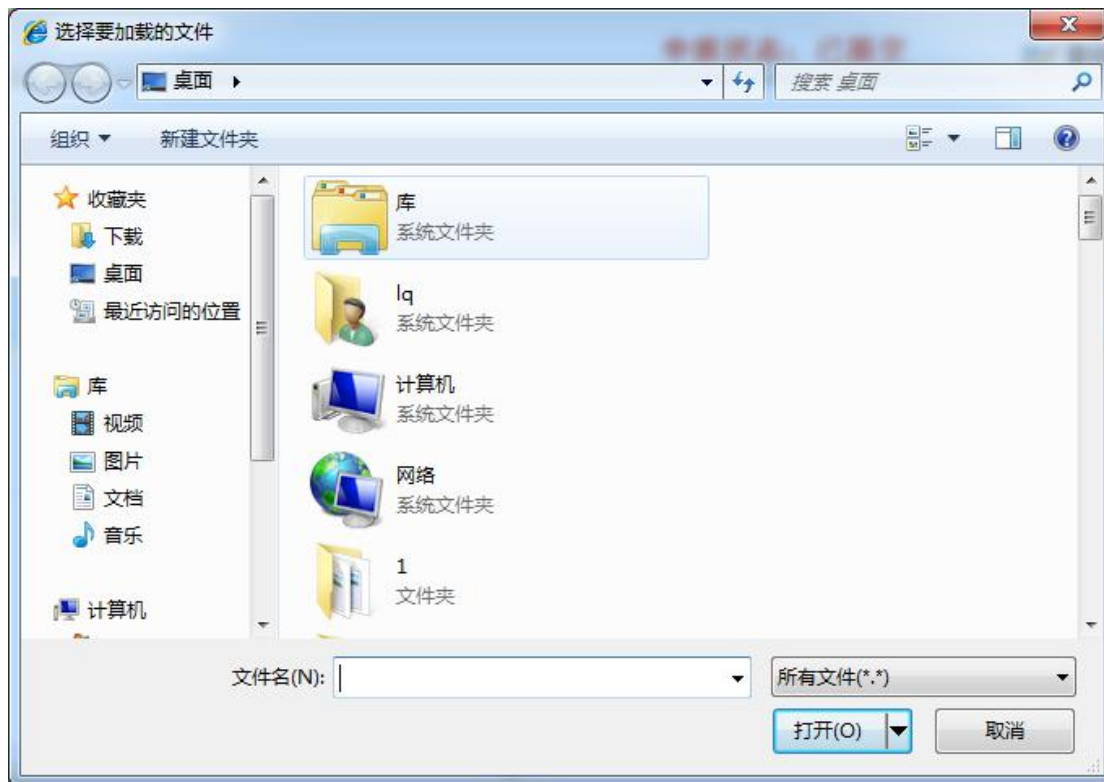 选择要加载的文件
桌面
搜索 桌面
组织
新建文件夹
收藏夹
下载
桌面
最近访问的位置
库
视频
图片
文档
音乐
计算机
库
系统文件夹
lq
系统文件夹
计算机
系统文件夹
网络
系统文件夹
1
文件夹
文件名(N):
所有文件(*.*)
打开(O)
取消